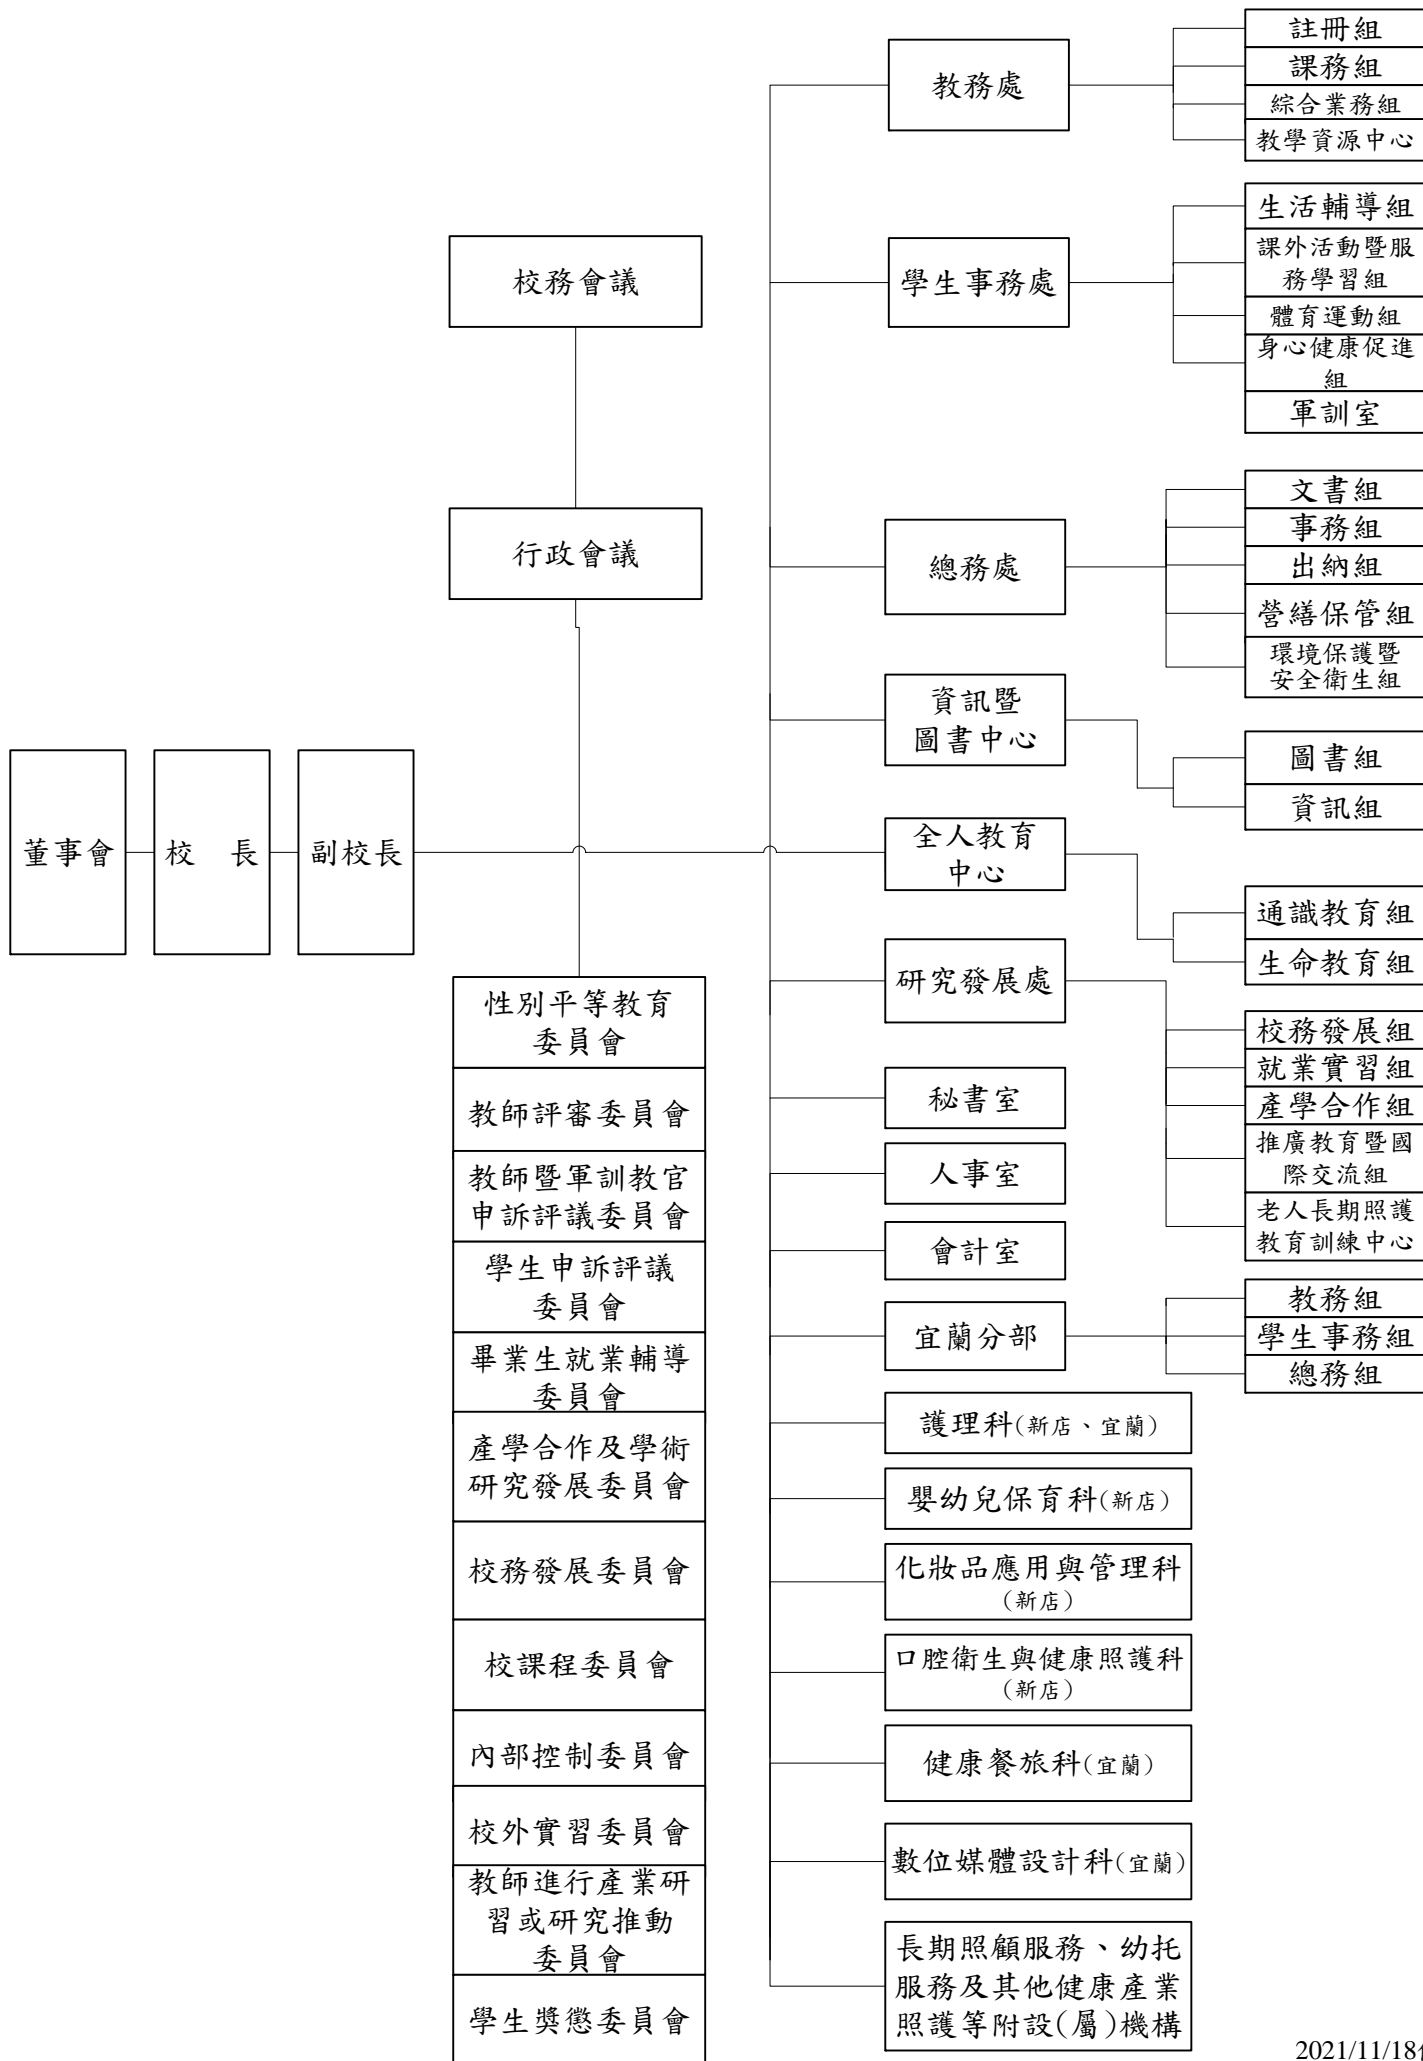 董事會
校　長
副校長
校務會議
行政會議
性別平等教育
委員會
教師評審委員會
教師暨軍訓教官
申訴評議委員會
學生申訴評議
委員會
畢業生就業輔導
委員會
產學合作及學術
研究發展委員會
校務發展委員會
校課程委員會
內部控制委員會
校外實習委員會
教師進行產業研
習或研究推動
委員會
學生獎懲委員會
教務處
註冊組
課務組
綜合業務組
教學資源中心
學生事務處
生活輔導組
課外活動暨服
務學習組
體育運動組
身心健康促進
組
軍訓室
總務處
文書組
事務組
出納組
營繕保管組
環境保護暨
安全衛生組
資訊暨
圖書中心
圖書組
資訊組
全人教育
中心
通識教育組
生命教育組
研究發展處
校務發展組
就業實習組
產學合作組
推廣教育暨國
際交流組
老人長期照護
教育訓練中心
秘書室
人事室
會計室
宜蘭分部
教務組
學生事務組
總務組
護理科(新店、宜蘭)
嬰幼兒保育科(新店)
化妝品應用與管理科
(新店)
口腔衛生與健康照護科
(新店)
健康餐旅科(宜蘭)
數位媒體設計科(宜蘭)
長期照顧服務、幼托
服務及其他健康產業
照護等附設(屬)機構
2021/11/18